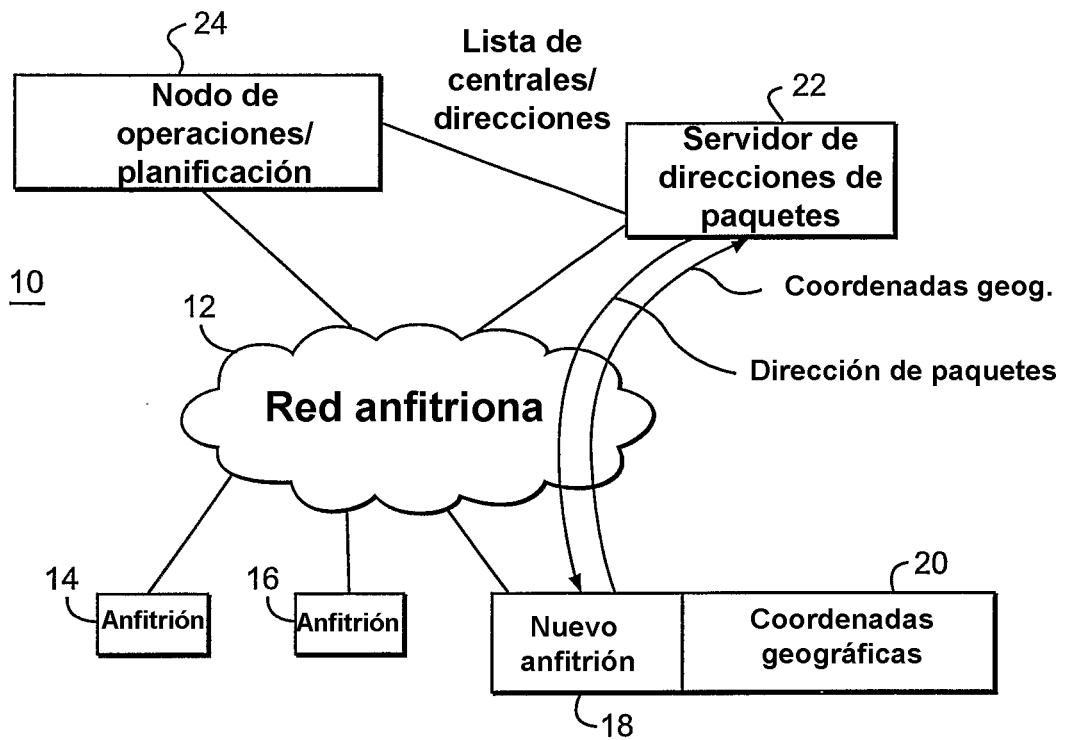 24
Nodo de
operaciones/
planificación
Lista de
centrales/
direcciones
22
Servidor de
direcciones de
paquetes
10
Coordenadas geog.
12
Dirección de paquetes
Red anfitriona
14
Anfitrión
16
Anfitrión
20
Nuevo
anfitrión
Coordenadas
geográficas
18